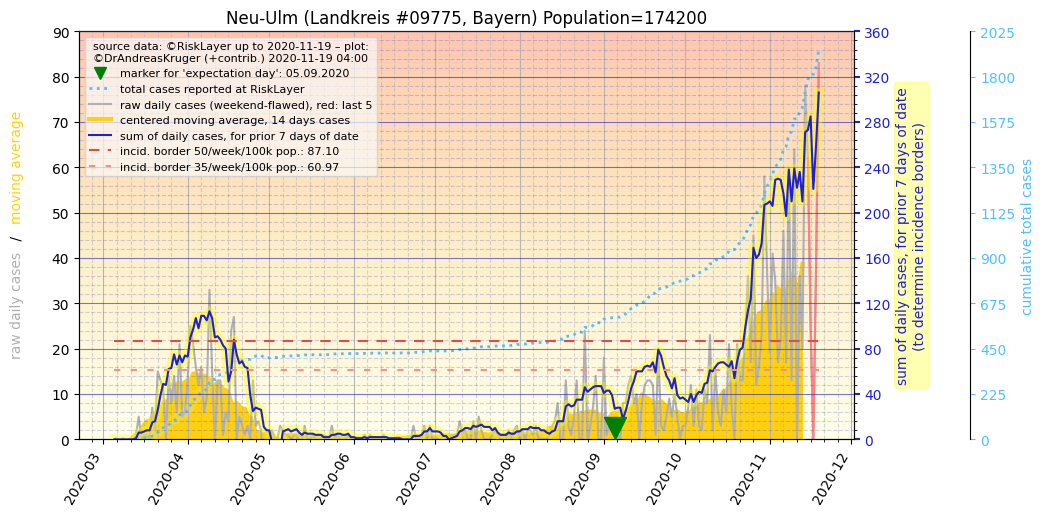 Neu-Ulm (Landkreis #09775, Bayern) Population=174200
source data: ©RiskLayer up to 2020-11-19 – plot:
©DrAndreasKruger (+contrib.) 2020-11-19 04:00
marker for 'expectation day': 05.09.2020
total cases reported at RiskLayer
raw daily cases (weekend-flawed), red: last 5
centered moving average, 14 days cases
sum of daily cases, for prior 7 days of date
incid. border 50/week/100k pop.: 87.10
incid. border 35/week/100k pop.: 60.97
raw daily cases / moving average
90
80
70
60
50
40
30
20
10
0
360
320
280
240
200
160
120
80
40
0
sum of daily cases, for prior 7 days of date
(to determine incidence borders)
2025
1800
1575
1350
1125
900
675
450
225
0
cumulative total cases
2020-03
2020-04
2020-05
2020-06
2020-07
2020-08
2020-09
2020-10
2020-11
2020-12